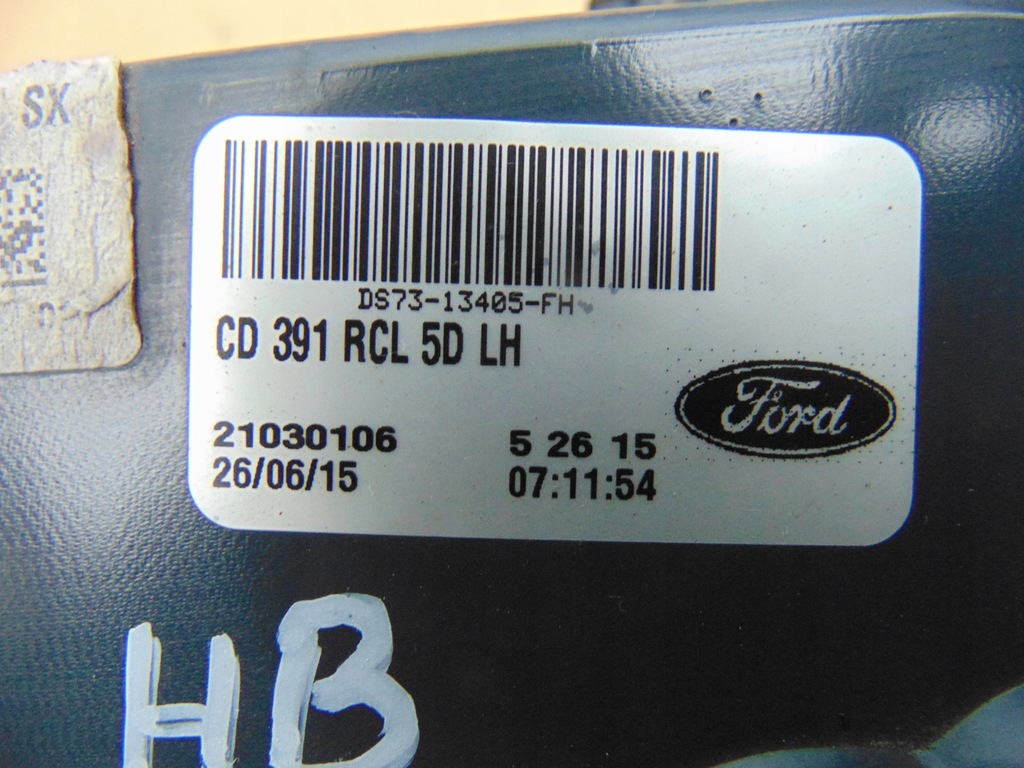 SX
DS73-13405-FH
CD 391 RCL 5D LH
Ford
21030106 5 26 15
26/06/15 07:11:54
HB